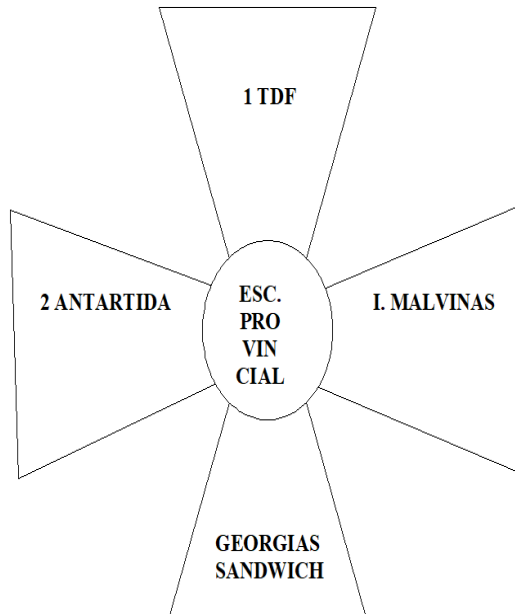 1 TDF
2 ANTARTIDA
ESC.
PRO
VIN
CIAL
I. MALVINAS
GEORGIAS
SANDWICH